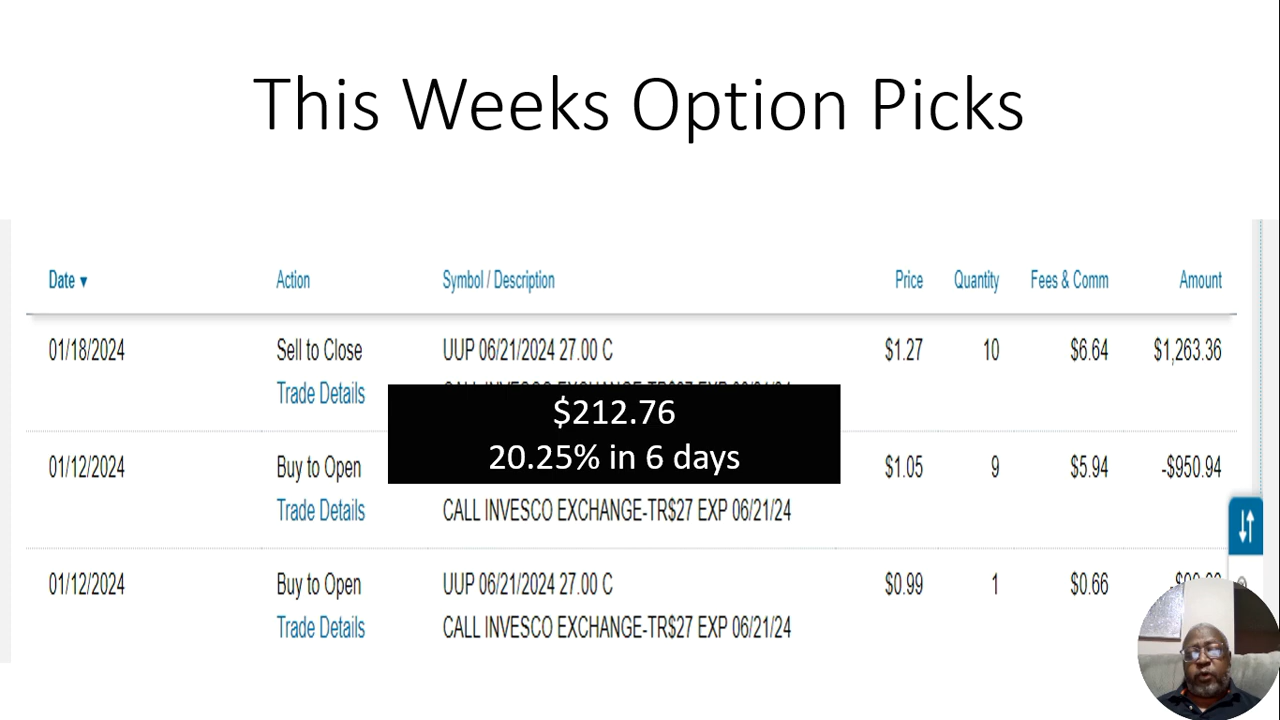 This Weeks Option Picks
Date ▾ Action Symbol / Description Price Quantity Fees & Comm Amount
01/18/2024 Sell to Close UUP 06/21/2024 27.00 C $1.27 10 $6.64 $1,263.36
Trade Details
$212.76
20.25% in 6 days
01/12/2024 Buy to Open $1.05 9 $5.94 -$950.94
Trade Details CALL INVESCO EXCHANGE-TR$27 EXP 06/21/24
01/12/2024 Buy to Open UUP 06/21/2024 27.00 C $0.99 1 $0.66
Trade Details CALL INVESCO EXCHANGE-TR$27 EXP 06/21/24